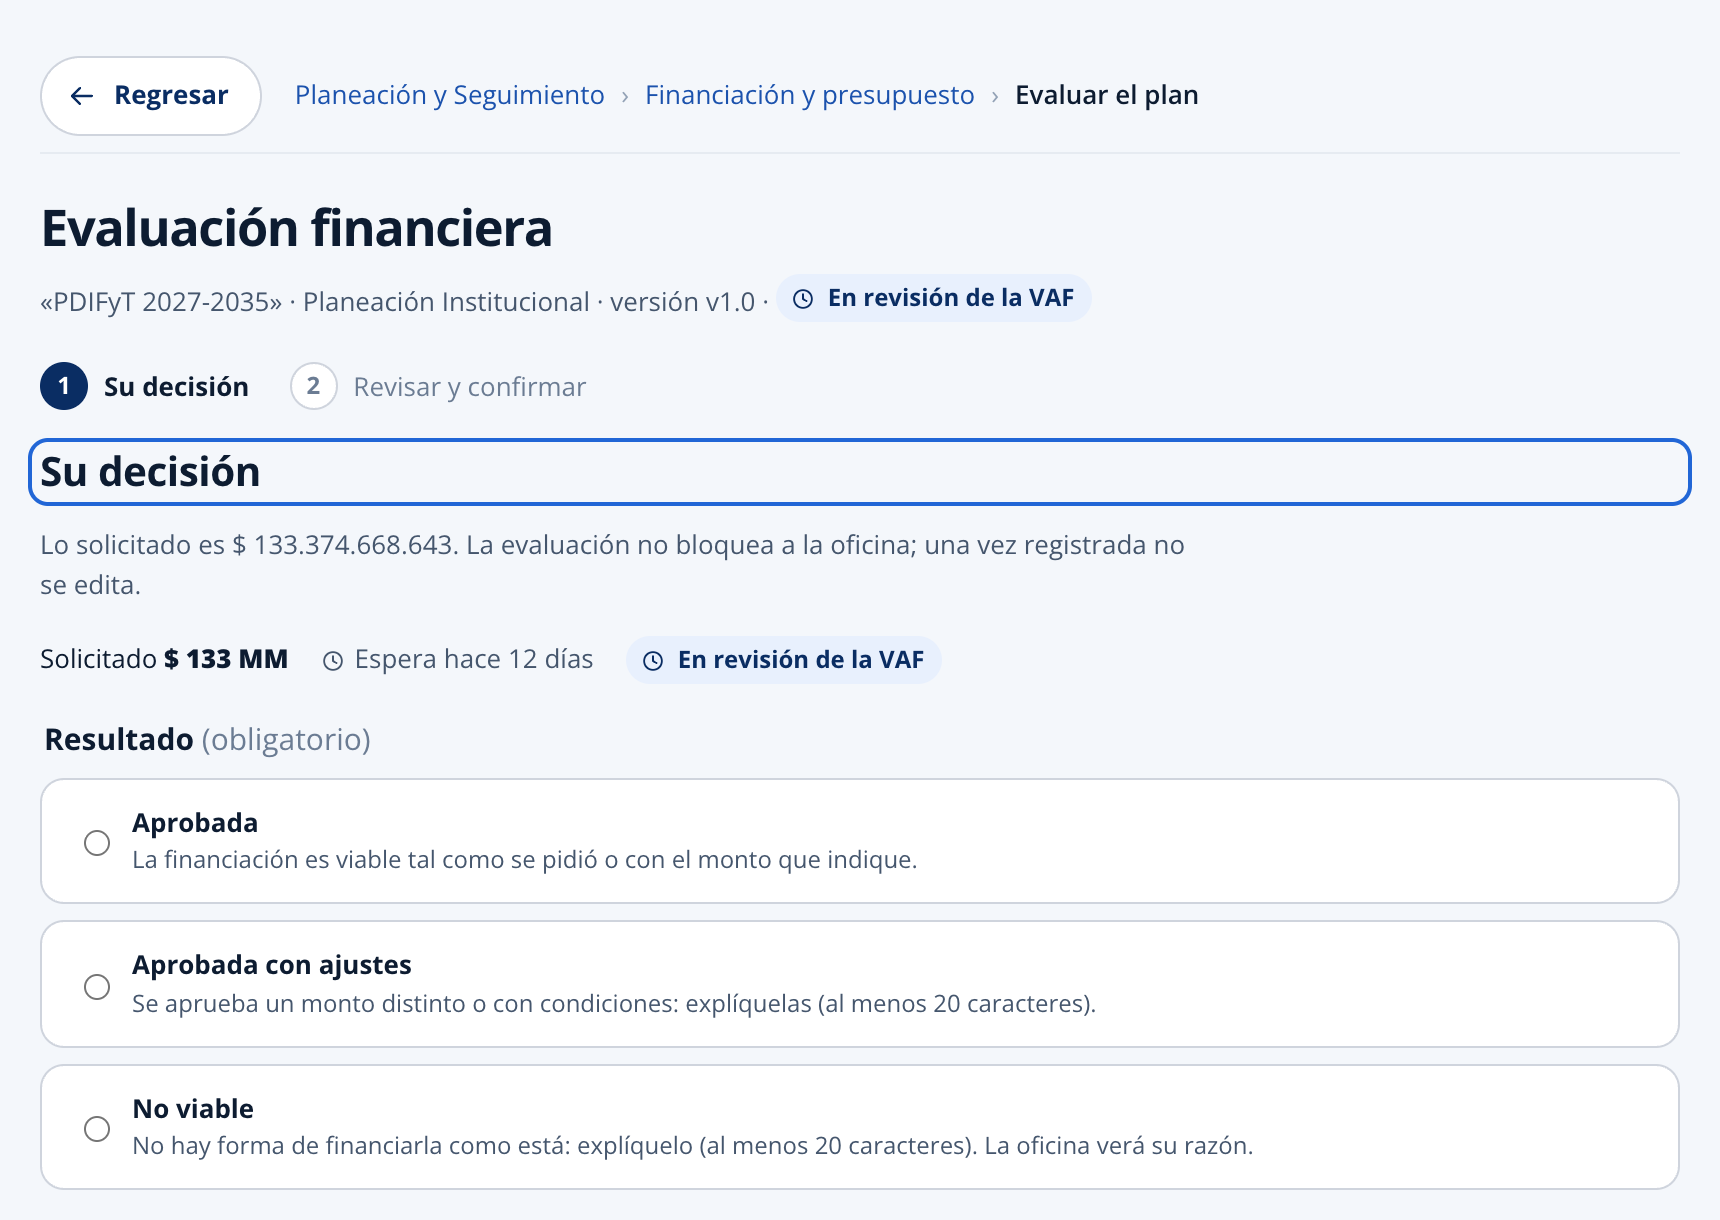 ← Regresar Planeación y Seguimiento › Financiación y presupuesto › Evaluar el plan
Evaluación financiera
«PDIFyT 2027-2035» · Planeación Institucional · versión v1.0 · En revisión de la VAF
1 Su decisión 2 Revisar y confirmar
Su decisión
Lo solicitado es $ 133.374.668.643. La evaluación no bloquea a la oficina; una vez registrada no
se edita.
Solicitado $ 133 MM Espera hace 12 días En revisión de la VAF
Resultado (obligatorio)
Aprobada
La financiación es viable tal como se pidió o con el monto que indique.
Aprobada con ajustes
Se aprueba un monto distinto o con condiciones: explíquelas (al menos 20 caracteres).
No viable
No hay forma de financiarla como está: explíquelo (al menos 20 caracteres). La oficina verá su razón.